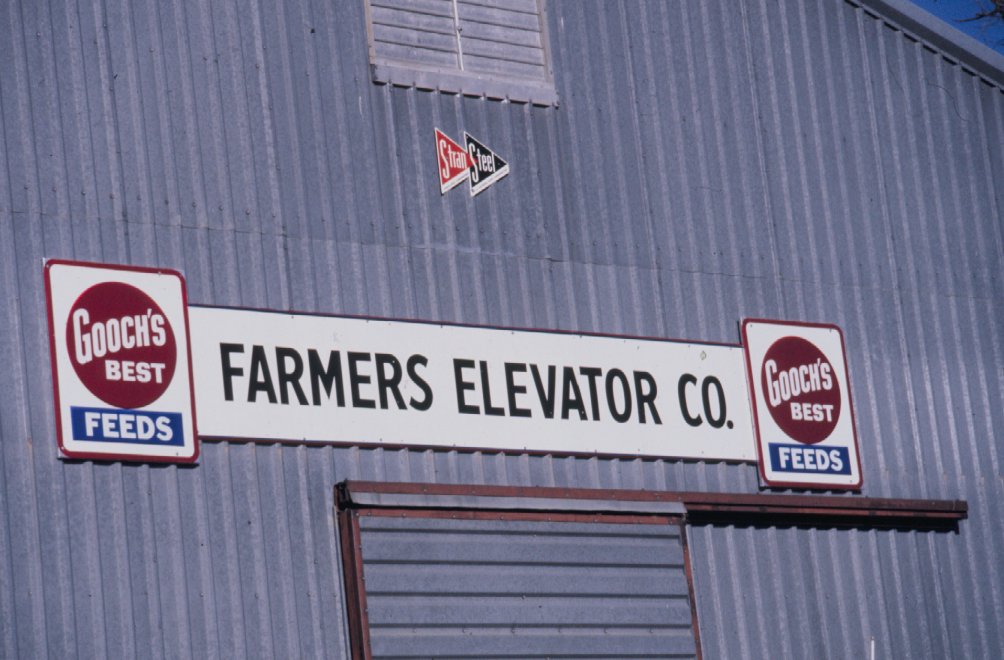 Stran Steel
GOOCH'S
BEST
FEEDS
FARMERS ELEVATOR CO.
GOOCH'S
BEST
FEEDS